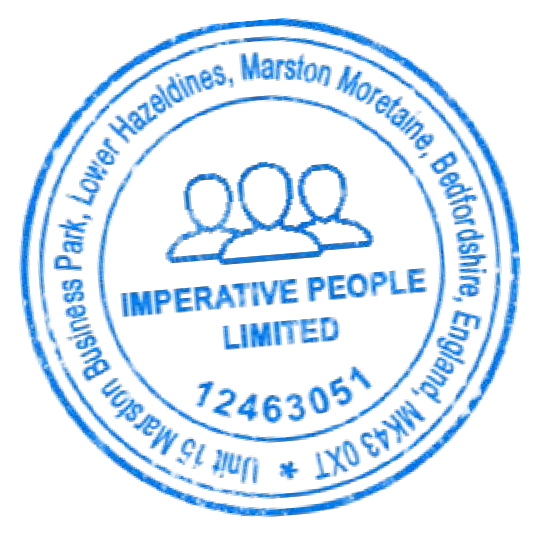 Unit 15 Marston Business Park, Lower Hazeldines, Marston Moretaine, Bedfordshire, England, MK43 0XT *
IMPERATIVE PEOPLE
LIMITED
12463051